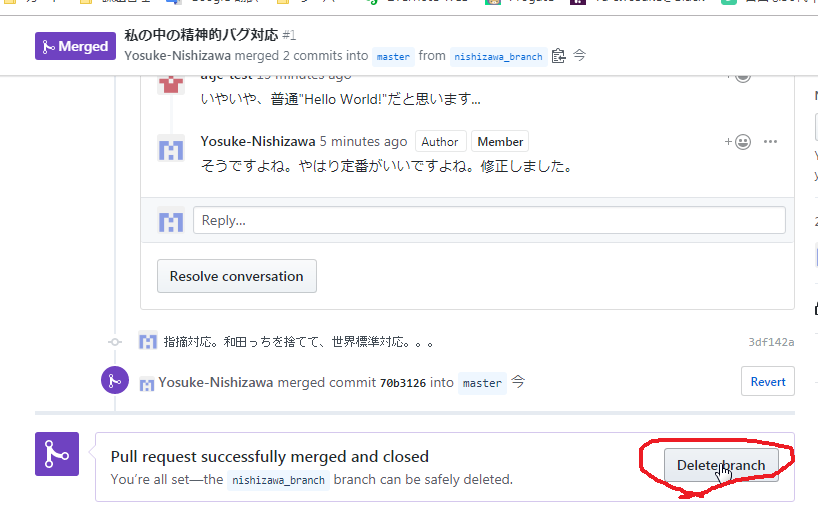 Merged
私の中の精神的バグ対応 #1
Yosuke-Nishizawa merged 2 commits into master from nishizawa_branch 今
いやいや、普通"Hello World!"だと思います...
Yosuke-Nishizawa 5 minutes ago Author Member
そうですよね。やはり定番がいいですよね。修正しました。
Reply...
Resolve conversation
指摘対応。和田っちを捨てて、世界標準対応。。。 3df142a
Yosuke-Nishizawa merged commit 70b3126 into master 今
Revert
Pull request successfully merged and closed
You’re all set—the nishizawa_branch branch can be safely deleted.
Delete branch